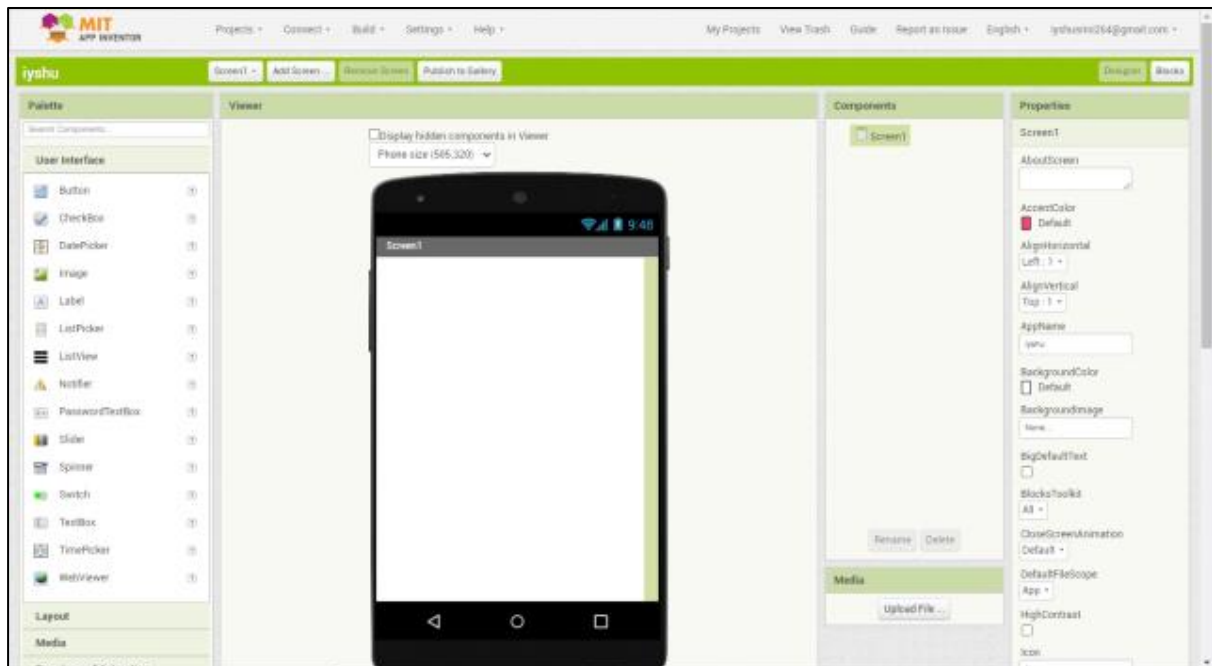 MIT
APP INVENTOR
Projects Connect Build Settings Help My Projects View Trash Guide Report an Issue English
iyshu
Screen1 Add Screen ... Remove Screen Publish to Gallery Designer Blocks
Palette
Search Components...
User Interface
Button
CheckBox
DatePicker
Image
Label
ListPicker
ListView
Notifier
PasswordTextBox
Slider
Spinner
Switch
TextBox
TimePicker
WebViewer
Layout
Media
Viewer
Display hidden components in Viewer
Phone size (505,320)
9:48
Screen1
Components
Screen1
Rename Delete
Media
Upload File ...
Properties
Screen1
AboutScreen
AccentColor
Default
AlignHorizontal
Left : 1
AlignVertical
Top : 1
AppName
iyshu
BackgroundColor
Default
BackgroundImage
None...
BigDefaultText
BlocksToolkit
All
CloseScreenAnimation
Default
DefaultFileScope
App
HighContrast
Icon